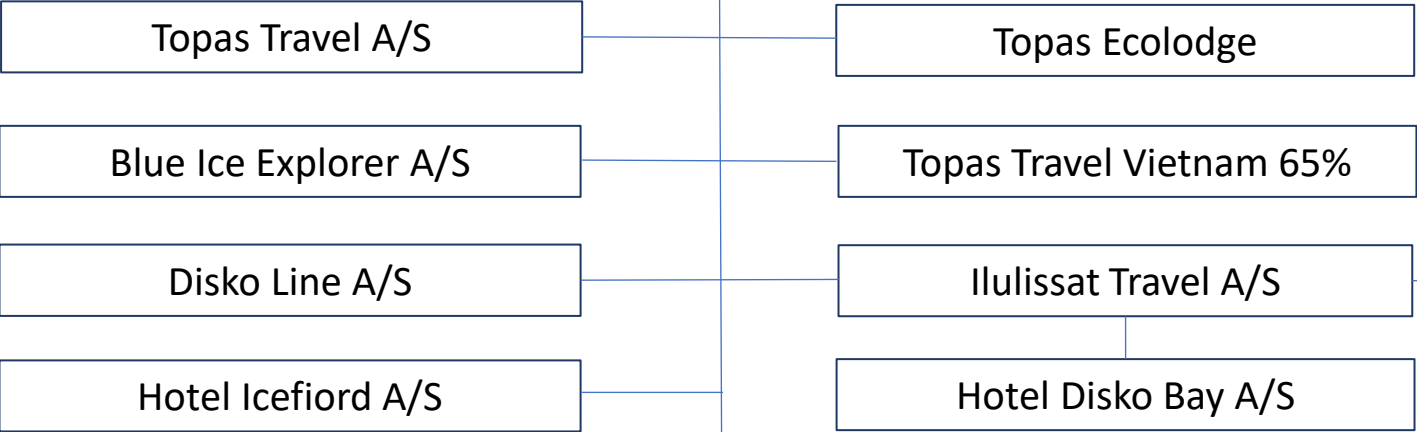 Topas Travel A/S
Topas Ecolodge
Blue Ice Explorer A/S
Topas Travel Vietnam 65%
Disko Line A/S
Ilulissat Travel A/S
Hotel Icefiord A/S
Hotel Disko Bay A/S